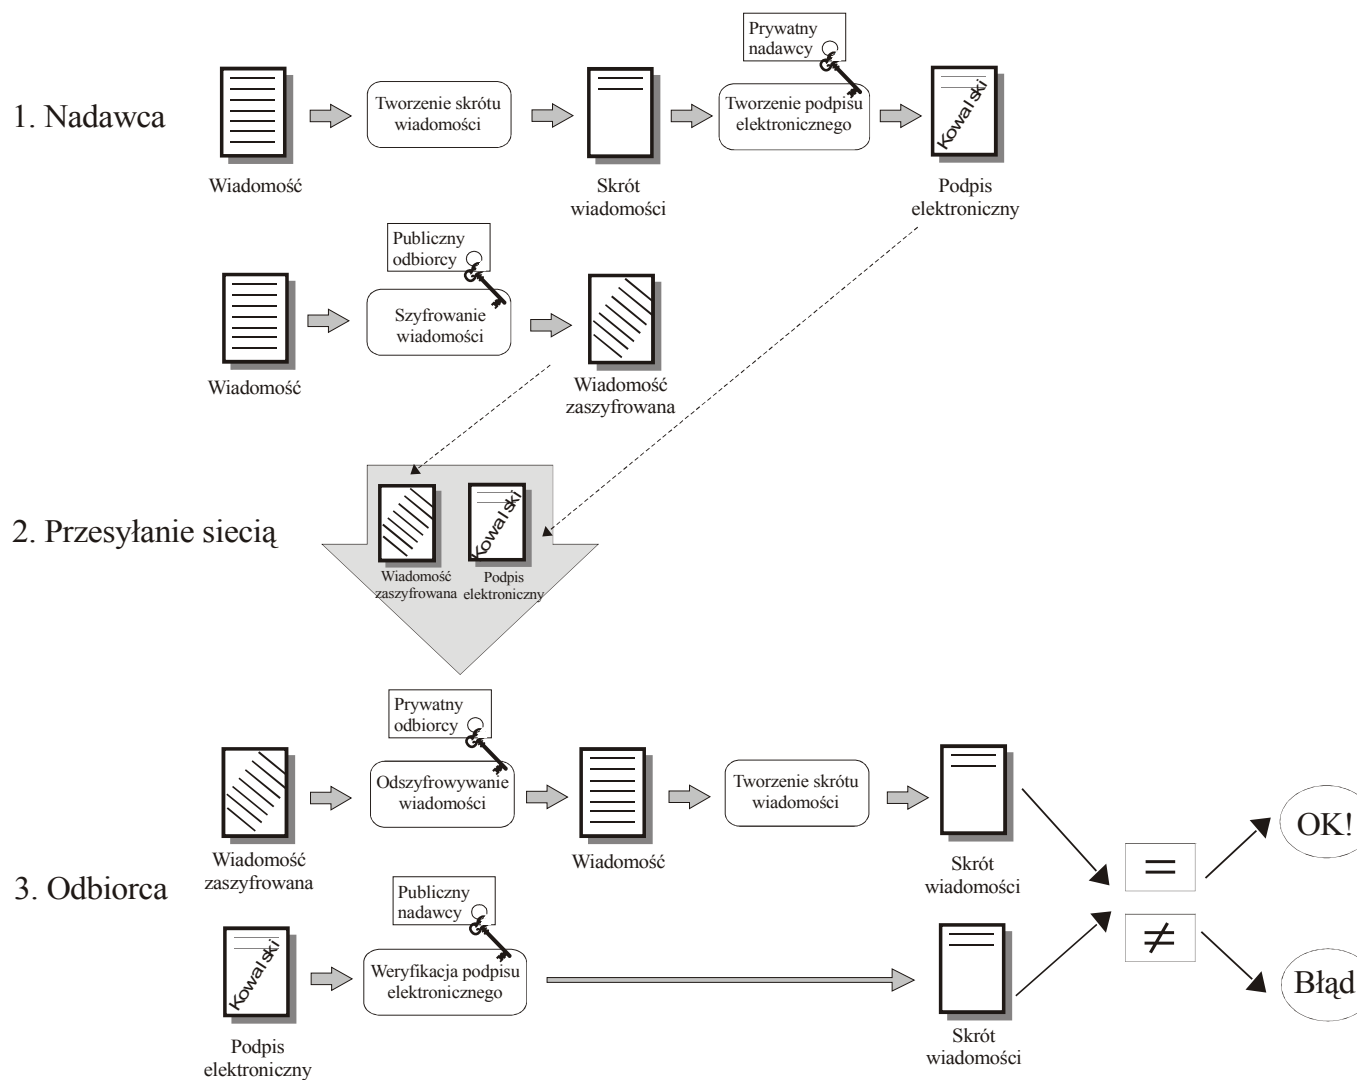 Prywatny
nadawcy
1. Nadawca
Tworzenie skrótu
wiadomości
Tworzenie podpisu
elektronicznego
Kowalski
Wiadomość
Skrót
wiadomości
Podpis
elektroniczny
Publiczny
odbiorcy
Szyfrowanie
wiadomości
Wiadomość
Wiadomość
zaszyfrowana
2. Przesyłanie siecią
Kowalski
Wiadomość
zaszyfrowana
Podpis
elektroniczny
Prywatny
odbiorcy
Odszyfrowywanie
wiadomości
Tworzenie skrótu
wiadomości
Wiadomość
zaszyfrowana
Wiadomość
Skrót
wiadomości
=
OK!
3. Odbiorca
Publiczny
nadawcy
Kowalski
Weryfikacja podpisu
elektronicznego
≠
Błąd
Podpis
elektroniczny
Skrót
wiadomości